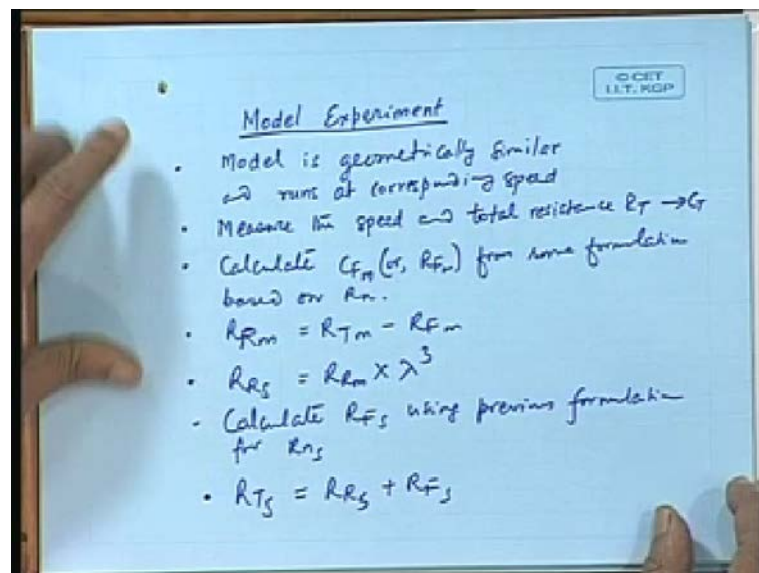 © CET
I.I.T. KGP
Model Experiment
• Model is geometrically similar
and runs at corresponding speed
• Measure the speed and total resistance RT → CT
• Calculate CFm (or, RFm) from some formulation
based on Rn.
• RRm = RTm - RFm
• RRs = RRm × λ³
- Calculate RFs using previous formulation
for Rns
• RTs = RRs + RFs